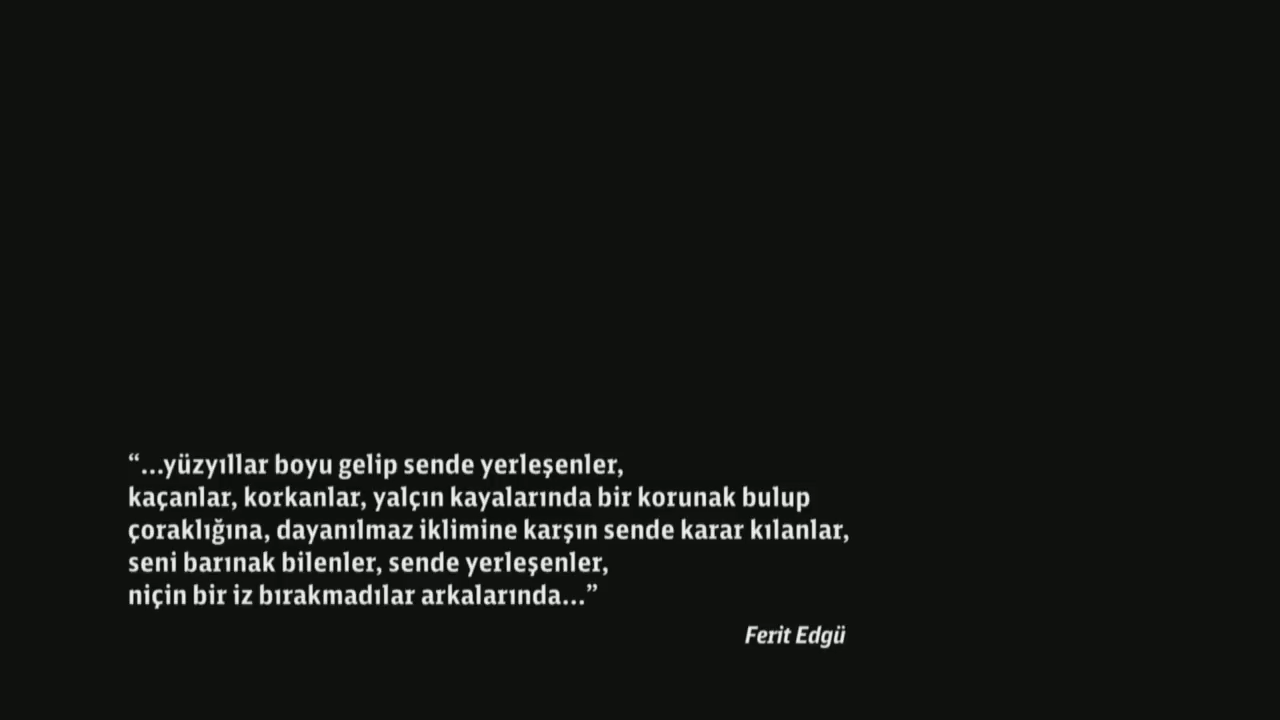 “...yüzyıllar boyu gelip sende yerleşenler,
kaçanlar, korkanlar, yalçın kayalarında bir korunak bulup
çoraklığına, dayanılmaz iklimine karşın sende karar kılanlar,
seni barınak bilenler, sende yerleşenler,
niçin bir iz bırakmadılar arkalarında...”
Ferit Edgü